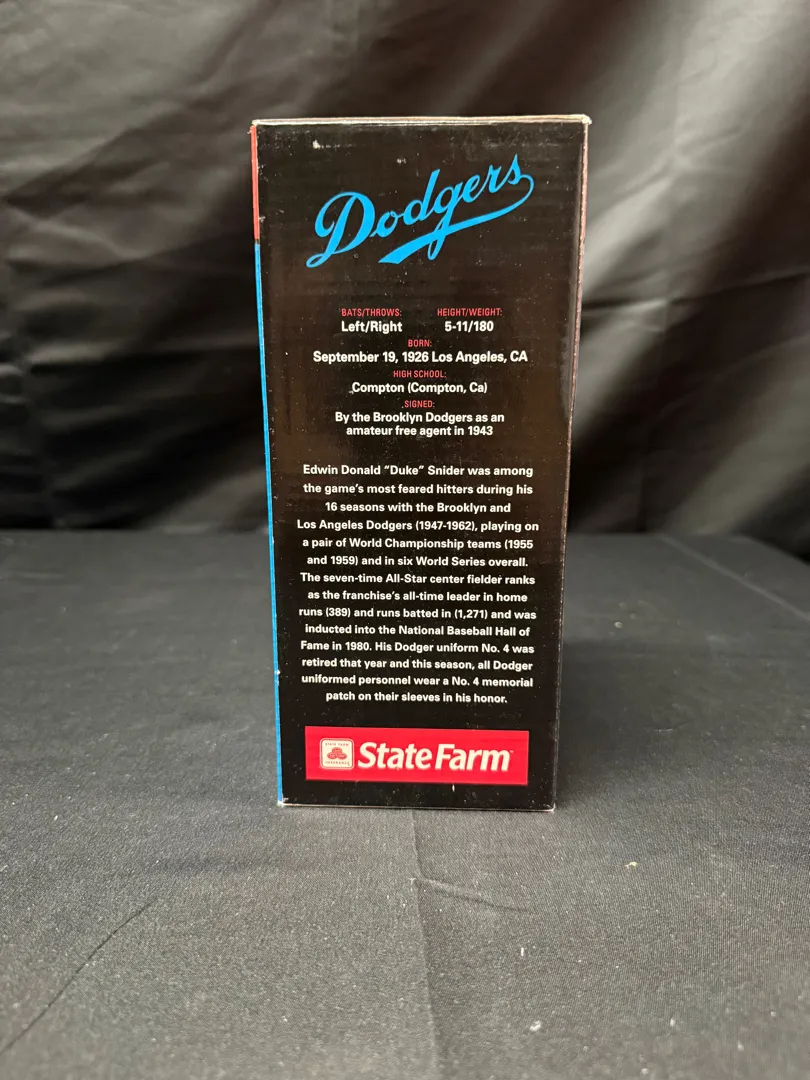 Dodgers
BATS/THROWS: HEIGHT/WEIGHT:
Left/Right 5-11/180
BORN:
September 19, 1926 Los Angeles, CA
HIGH SCHOOL:
Compton (Compton, Ca)
SIGNED:
By the Brooklyn Dodgers as an
amateur free agent in 1943
Edwin Donald "Duke" Snider was among
the game's most feared hitters during his
16 seasons with the Brooklyn and
Los Angeles Dodgers (1947-1962), playing on
a pair of World Championship teams (1955
and 1959) and in six World Series overall.
The seven-time All-Star center fielder ranks
as the franchise's all-time leader in home
runs (389) and runs batted in (1,271) and was
inducted into the National Baseball Hall of
Fame in 1980. His Dodger uniform No. 4 was
retired that year and this season, all Dodger
uniformed personnel wear a No. 4 memorial
patch on their sleeves in his honor.
State Farm